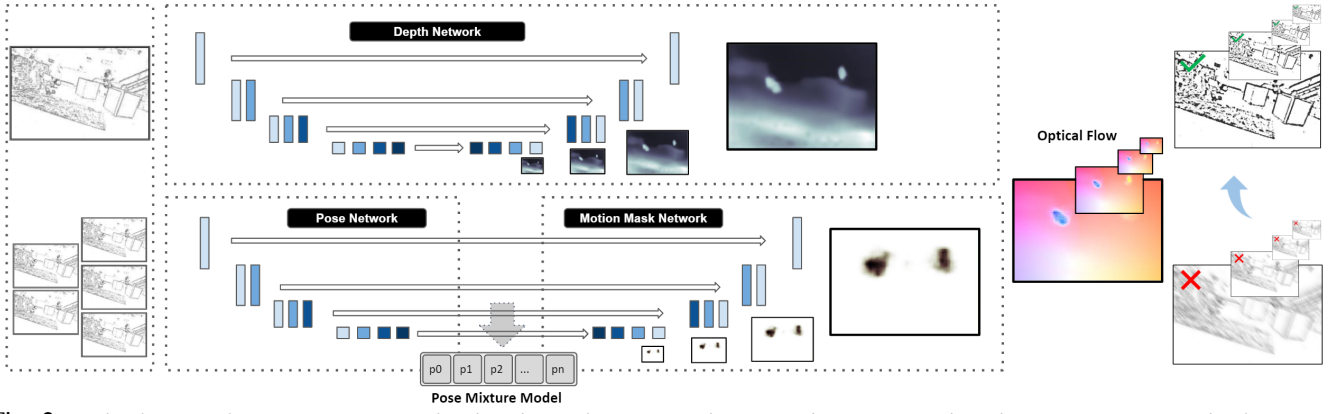 Depth Network
Optical Flow
Pose Network
Motion Mask Network
p0 p1 p2 ... pn
Pose Mixture Model